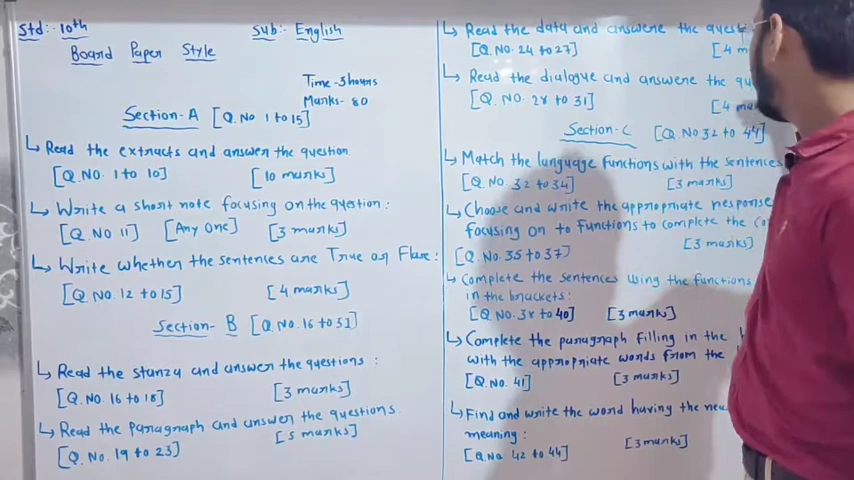 Std:- 10th
Sub:- English
Board Paper Style
Time - 3 hours
Marks - 80
Section - A [Q.No 1 to 15]
Read the extracts and answer the question
[Q.NO. 1 to 10] [10 marks]
Write a short note focusing on the question:
[Q.NO 11] [Any One] [3 marks]
Write whether the sentences are True or Flase:
[Q.NO. 12 to 15] [4 marks]
Section - B [Q.NO. 16 to 31]
Read the stanza and answer the questions:
[Q.NO. 16 to 18] [3 marks]
Read the paragraph and answer the questions
[Q.NO. 19 to 23] [5 marks]
Read the data and answere the
[Q.NO. 24 to 27] [4
Read the dialogue and answere the
[Q.NO. 28 to 31] [4
Section - C [Q.NO 32 to 44]
Match the language functions with the sentences
[Q.NO. 32 to 34] [3 marks]
Choose and write the appropriate response
focusing on to functions to complete the
[Q.NO. 35 to 37] [3 marks]
Complete the sentences using the functions
in the brackets:
[Q.NO. 38 to 40] [3 marks]
Complete the paragraph filling in the
with the appropriate words from the
[Q.NO. 41] [3 marks]
Find and write the word having the
meaning:
[Q.NO. 42 to 44] [3 marks]